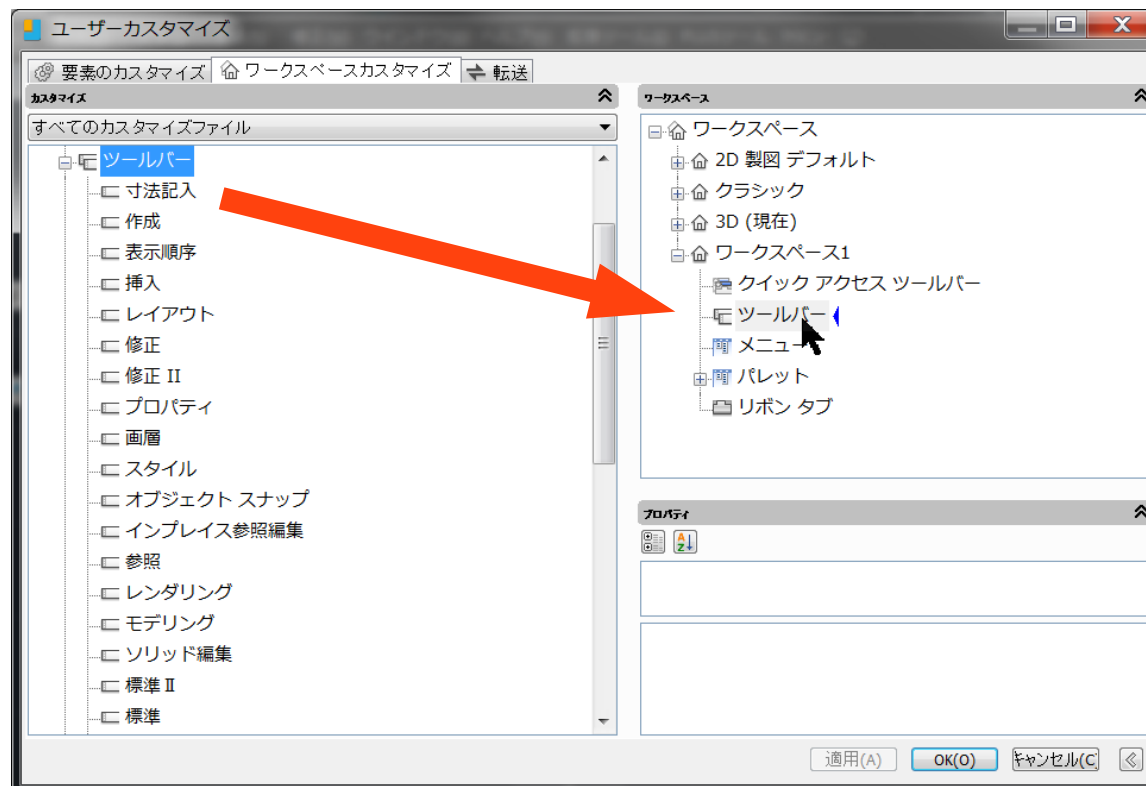 ユーザーカスタマイズ
要素のカスタマイズ ワークスペースカスタマイズ 転送
カスタマイズ
すべてのカスタマイズファイル
ツールバー
寸法記入
作成
表示順序
挿入
レイアウト
修正
修正 II
プロパティ
画層
スタイル
オブジェクト スナップ
インプレイス参照編集
参照
レンダリング
モデリング
ソリッド編集
標準 II
標準
ワークスペース
ワークスペース
2D 製図 デフォルト
クラシック
3D (現在)
ワークスペース1
クイック アクセス ツールバー
ツールバー
メニュー
パレット
リボン タブ
プロパティ
適用(A) OK(O) キャンセル(C